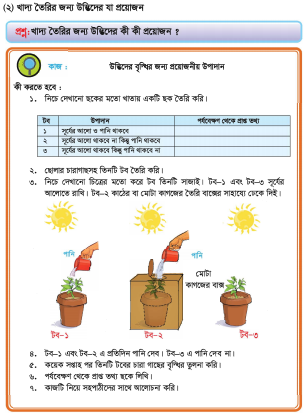 (২) খাদ্য তৈরির জন্য উদ্ভিদের যা প্রয়োজন
প্রশ্ন: খাদ্য তৈরির জন্য উদ্ভিদের কী কী প্রয়োজন ?
কাজ : উদ্ভিদের বৃদ্ধির জন্য প্রয়োজনীয় উপাদান
কী করতে হবে :
১. নিচে দেখানো ছকের মতো খাতায় একটি ছক তৈরি করি।
টব উপাদান পর্যবেক্ষণ থেকে প্রাপ্ত তথ্য
১ সূর্যের আলো ও পানি থাকবে
২ সূর্যের আলো থাকবে না কিন্তু পানি থাকবে
৩ সূর্যের আলো থাকবে কিন্তু পানি থাকবে না
২. ছোলার চারাগাছসহ তিনটি টব তৈরি করি।
৩. নিচে দেখানো চিত্রের মতো করে টব তিনটি সাজাই। টব-১ এবং টব-৩ সূর্যের
আলোতে রাখি। টব-২ কাঠের বা মোটা কাগজের তৈরি বাক্সের সাহায্যে ঢেকে দিই।
পানি
পানি
মোটা
কাগজের বাক্স
টব-১ টব-২ টব-৩
৪. টব-১ এবং টব-২ এ প্রতিদিন পানি দেব। টব-৩ এ পানি দেব না।
৫. কয়েক সপ্তাহ পর তিনটি টবের চারা গাছের বৃদ্ধির তুলনা করি।
৬. পর্যবেক্ষণ থেকে প্রাপ্ত তথ্য ছকে লিখি।
৭. কাজটি নিয়ে সহপাঠীদের সাথে আলোচনা করি।